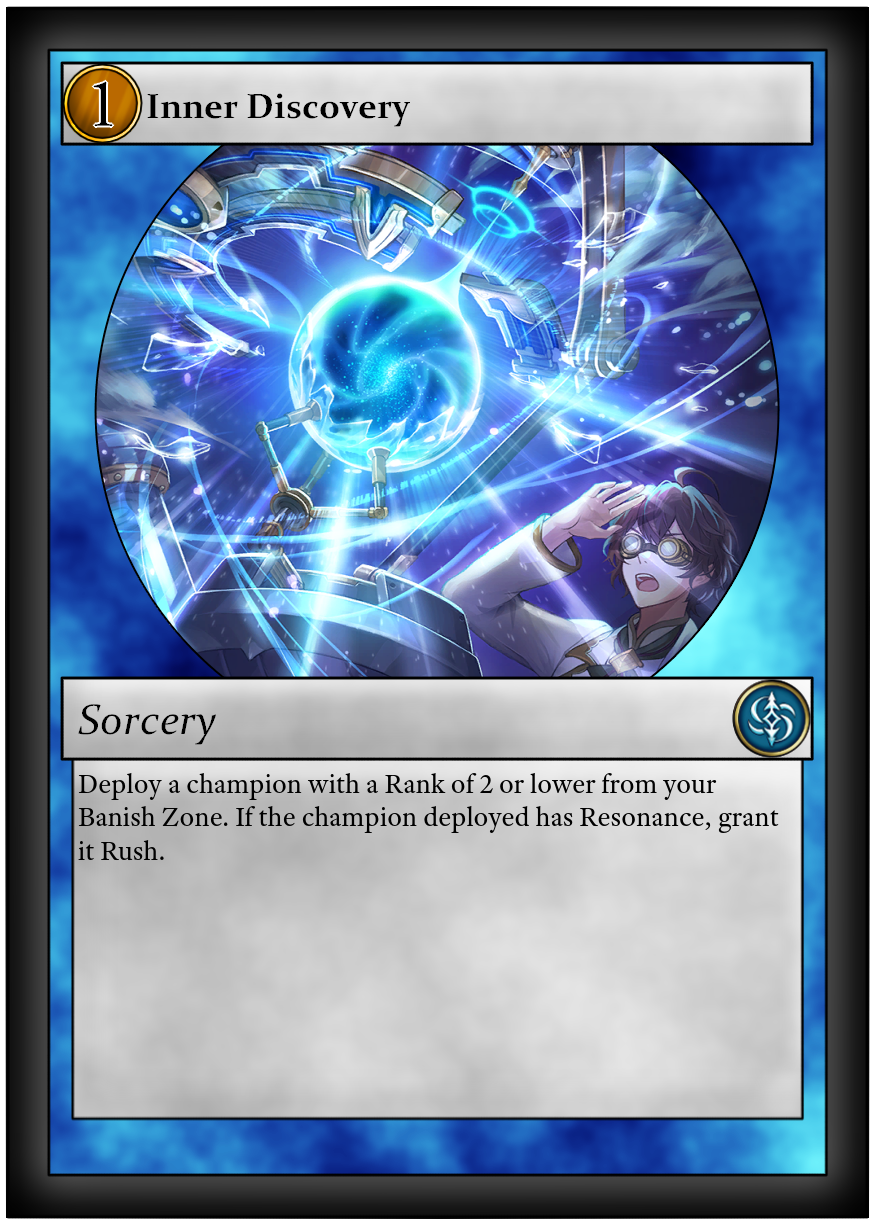 1
Inner Discovery
Sorcery
Deploy a champion with a Rank of 2 or lower from your
Banish Zone. If the champion deployed has Resonance, grant
it Rush.